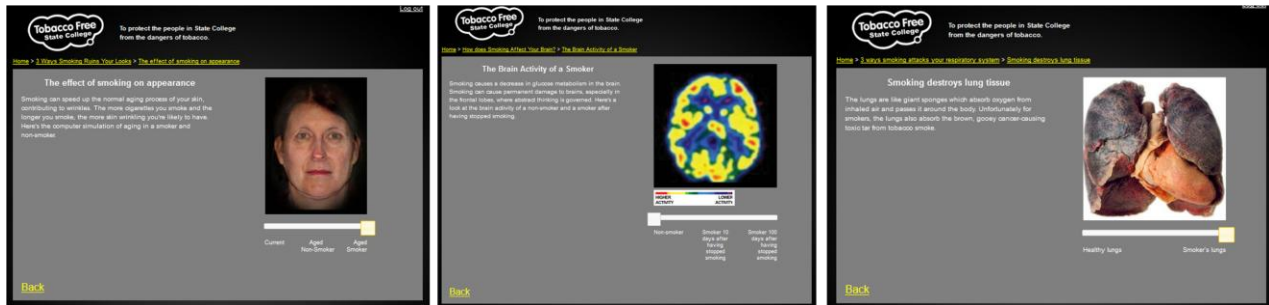 Log out
Tobacco Free
State College
To protect the people in State College
from the dangers of tobacco.
Home > 3 Ways Smoking Ruins Your Looks > The effect of smoking on appearance
The effect of smoking on appearance
Smoking can speed up the normal aging process of your skin,
contributing to wrinkles. The more cigarettes you smoke and the
longer you smoke, the more skin wrinkling you're likely to have.
Here's the computer simulation of aging in a smoker and
non-smoker.
Current
Aged
Non-Smoker
Aged
Smoker
Back
Tobacco Free
State College
To protect the people in State College
from the dangers of tobacco.
Home > How does Smoking Affect Your Brain? > The Brain Activity of a Smoker
The Brain Activity of a Smoker
Smoking causes a decrease in glucose metabolism in the brain.
Smoking can cause permanent damage to brains, especially in
the frontal lobes, where abstract thinking is governed. Here's a
look at the brain activity of a non-smoker and a smoker after
having stopped smoking.
HIGHER
ACTIVITY
LOWER
ACTIVITY
Non-smoker
Smoker 10
days after
having
stopped
smoking
Smoker 100
days after
having
stopped
smoking
Back
Tobacco Free
State College
To protect the people in State College
from the dangers of tobacco.
Home > 3 ways smoking attacks your respiratory system > Smoking destroys lung tissue
Smoking destroys lung tissue
The lungs are like giant sponges which absorb oxygen from
inhaled air and passes it around the body. Unfortunately for
smokers, the lungs also absorb the brown, gooey cancer-causing
toxic tar from tobacco smoke.
Healthy lungs
Smoker's lungs
Back